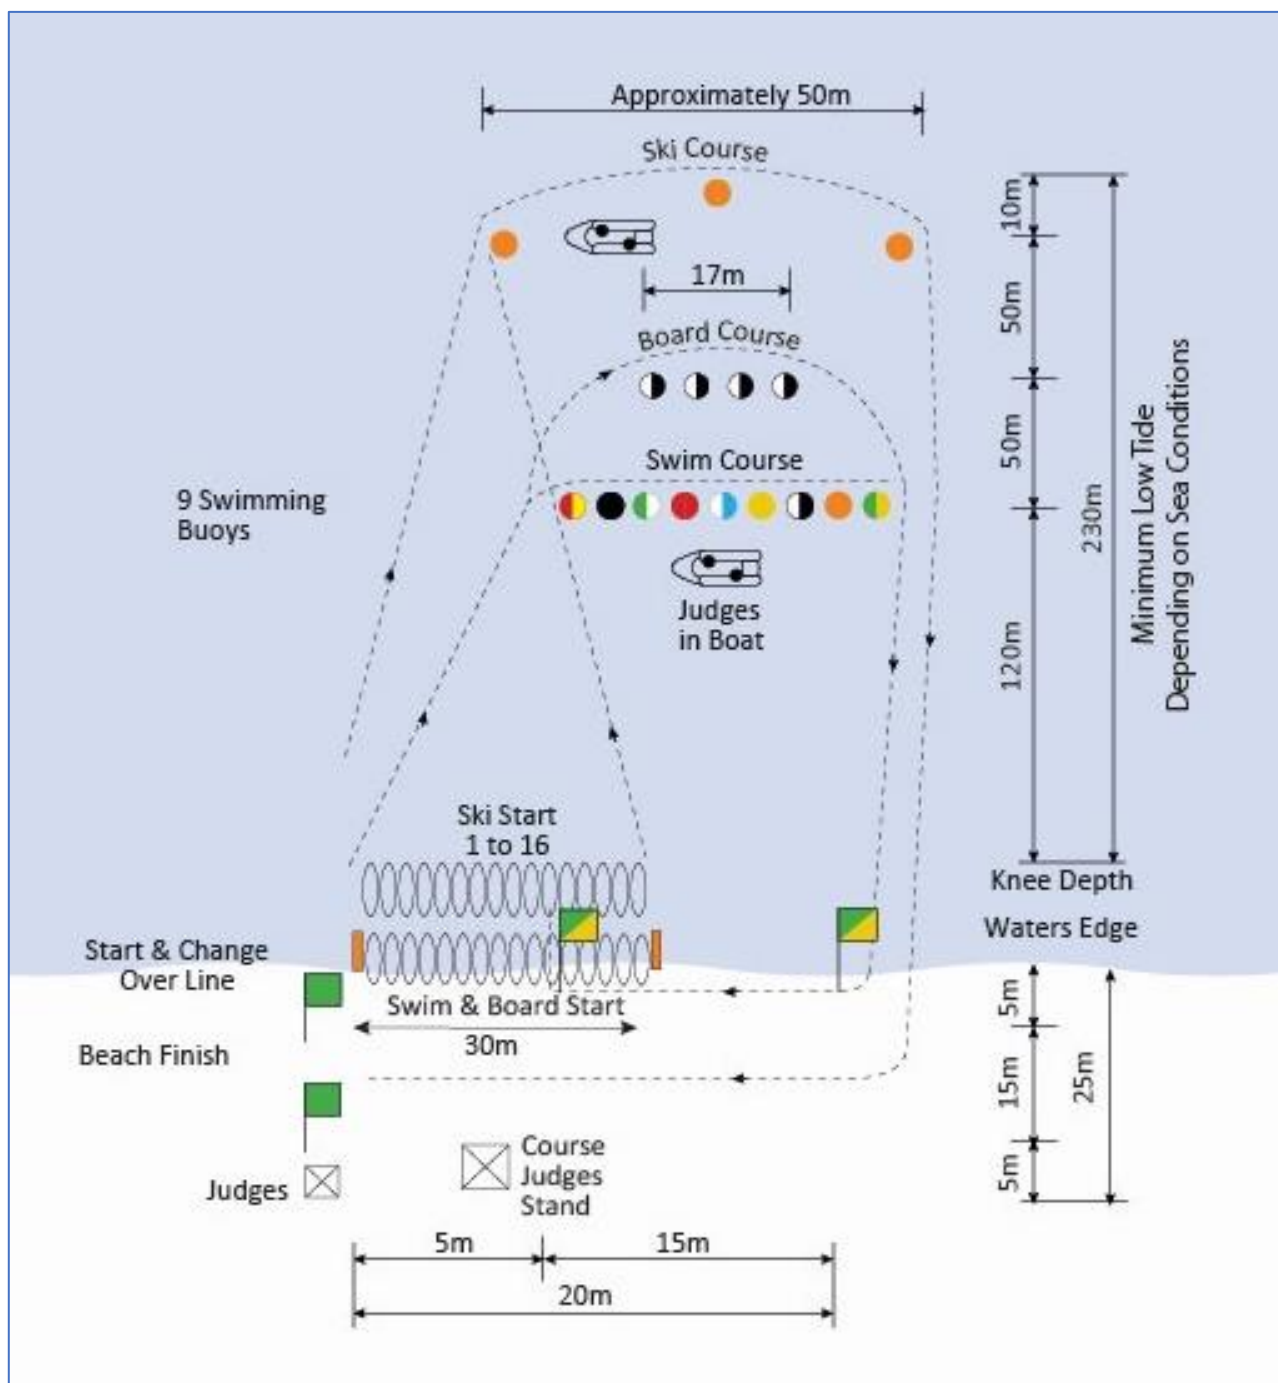 Approximately 50m
Ski Course
10m
17m
50m
Board Course
50m
Swim Course
9 Swimming
Buoys
230m
Minimum Low Tide
Depending on Sea Conditions
Judges
in Boat
120m
Ski Start
1 to 16
Knee Depth
Waters Edge
Start & Change
Over Line
Swim & Board Start
30m
5m
Beach Finish
15m
25m
Course
Judges
Stand
Judges
5m
5m
15m
20m